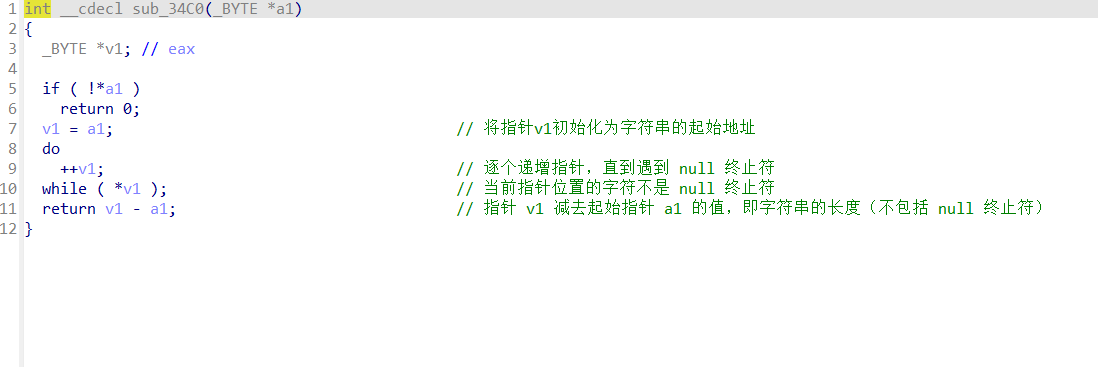 1 int __cdecl sub_34C0(_BYTE *a1)
2 {
3 _BYTE *v1; // eax
4
5 if ( !*a1 )
6 return 0;
7 v1 = a1; // 将指针v1初始化为字符串的起始地址
8 do
9 ++v1; // 逐个递增指针，直到遇到 null 终止符
10 while ( *v1 ); // 当前指针位置的字符不是 null 终止符
11 return v1 - a1; // 指针 v1 减去起始指针 a1 的值，即字符串的长度（不包括 null 终止符）
12 }